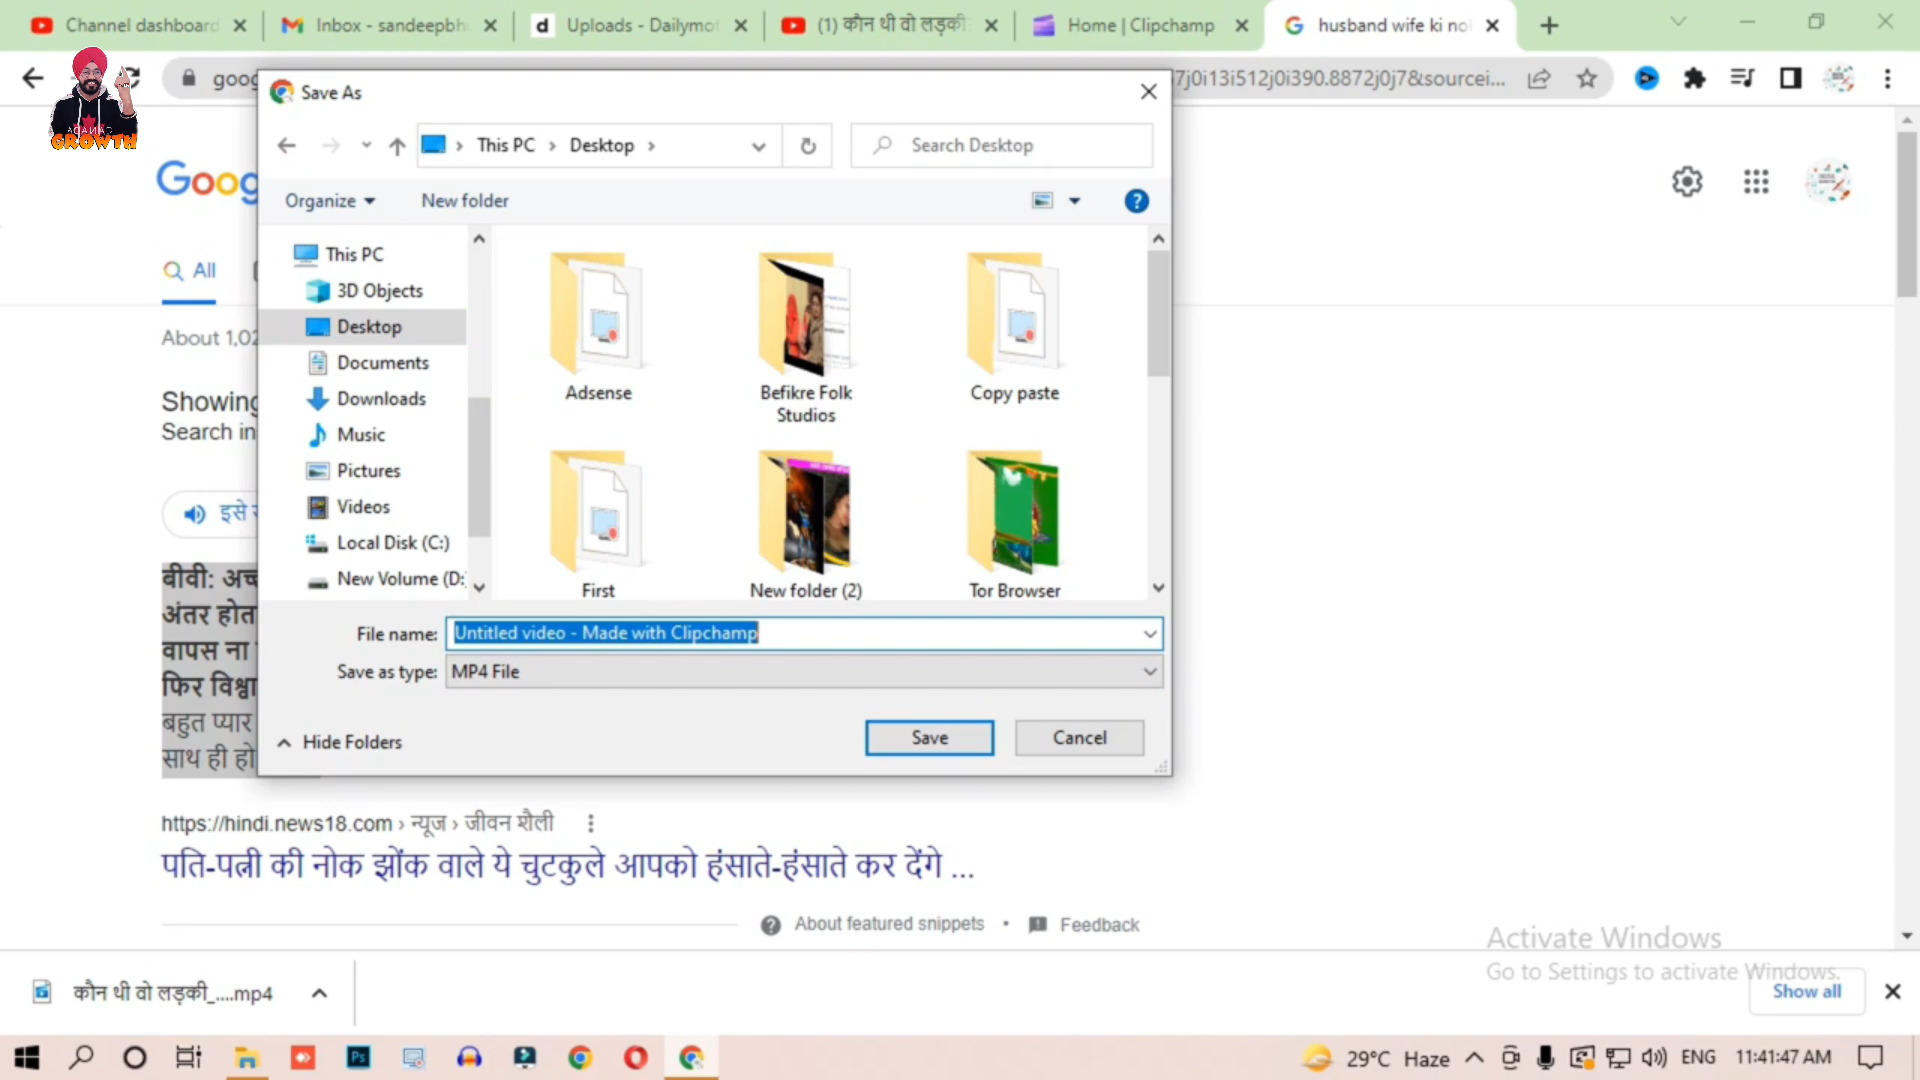 Channel dashboard
Inbox - sandeepbh
Uploads - Dailymot
(1) कौन थी वो लड़की
Home | Clipchamp
husband wife ki nol
goog
7j0i13i512j0i390.8872j0j7&sourcei...
GROWTH
Save As
This PC
Desktop
Search Desktop
Organize
New folder
Goog
All
About 1,02
Showing
Search in
इसे
बीवी: अच्छ
अंतर होत
वापस ना
फिर विश्वा
बहुत प्यार
साथ ही हो
This PC
3D Objects
Desktop
Documents
Downloads
Music
Pictures
Videos
Local Disk (C:)
New Volume (D:
Adsense
Befikre Folk
Studios
Copy paste
First
New folder (2)
Tor Browser
File name:
Untitled video - Made with Clipchamp
Save as type:
MP4 File
Hide Folders
Save
Cancel
https://hindi.news18.com › न्यूज › जीवन शैली
पति-पत्नी की नोक झोंक वाले ये चुटकुले आपको हंसाते-हंसाते कर देंगे ...
About featured snippets
•
Feedback
Activate Windows
Go to Settings to activate Windows.
कौन थी वो लड़की_....mp4
Show all
Ps
29°C Haze
ENG
11:41:47 AM